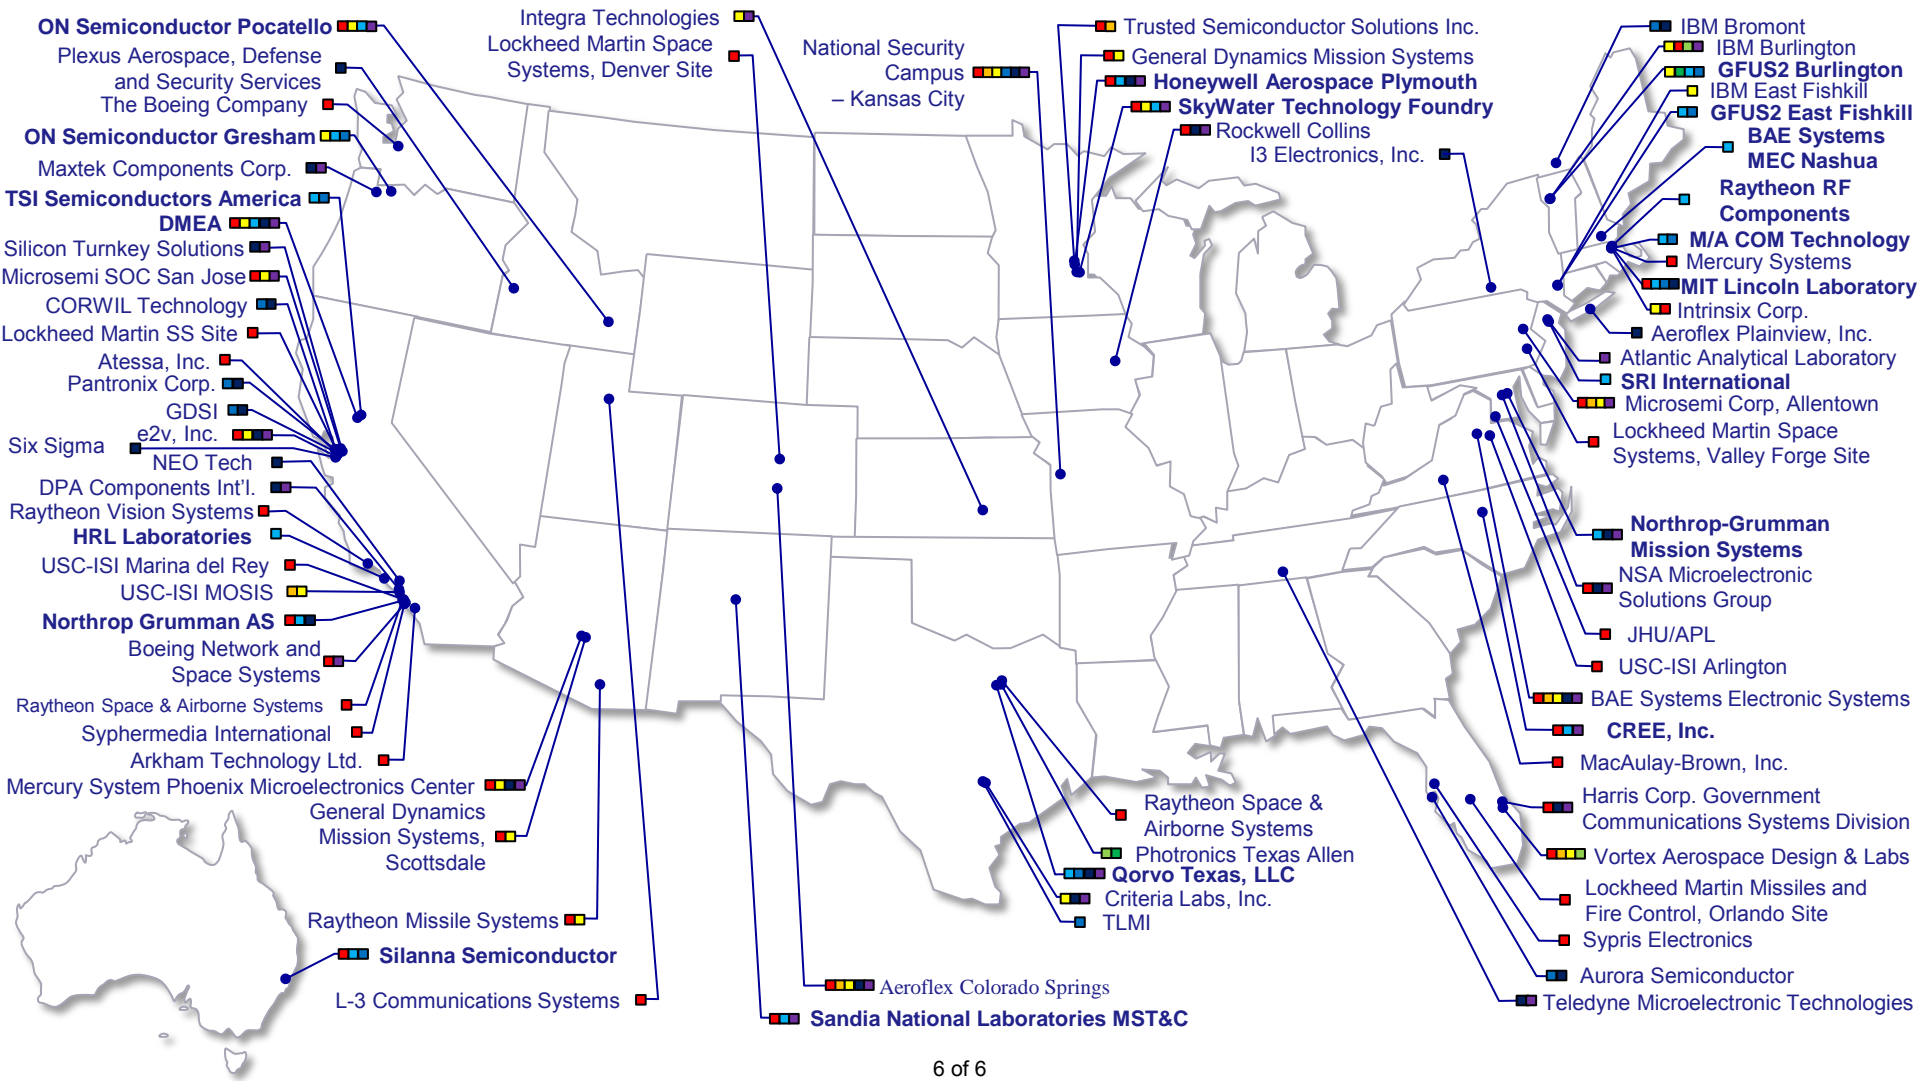 ON Semiconductor Pocatello
Plexus Aerospace, Defense
and Security Services
The Boeing Company
ON Semiconductor Gresham
Maxtek Components Corp.
TSI Semiconductors America
DMEA
Silicon Turnkey Solutions
Microsemi SOC San Jose
CORWIL Technology
Lockheed Martin SS Site
Atessa, Inc.
Pantronix Corp.
GDSI
e2v, Inc.
Six Sigma
NEO Tech
DPA Components Int'l.
Raytheon Vision Systems
HRL Laboratories
USC-ISI Marina del Rey
USC-ISI MOSIS
Northrop Grumman AS
Boeing Network and
Space Systems
Raytheon Space & Airborne Systems
Syphermedia International
Arkham Technology Ltd.
Mercury System Phoenix Microelectronics Center
General Dynamics
Mission Systems,
Scottsdale
Raytheon Missile Systems
Silanna Semiconductor
L-3 Communications Systems
Integra Technologies
Lockheed Martin Space
Systems, Denver Site
National Security
Campus
– Kansas City
Trusted Semiconductor Solutions Inc.
General Dynamics Mission Systems
Honeywell Aerospace Plymouth
SkyWater Technology Foundry
Rockwell Collins
I3 Electronics, Inc.
IBM Bromont
IBM Burlington
GFUS2 Burlington
IBM East Fishkill
GFUS2 East Fishkill
BAE Systems
MEC Nashua
Raytheon RF
Components
M/A COM Technology
Mercury Systems
MIT Lincoln Laboratory
Intrinsix Corp.
Aeroflex Plainview, Inc.
Atlantic Analytical Laboratory
SRI International
Microsemi Corp, Allentown
Lockheed Martin Space
Systems, Valley Forge Site
Northrop-Grumman
Mission Systems
NSA Microelectronic
Solutions Group
JHU/APL
USC-ISI Arlington
BAE Systems Electronic Systems
CREE, Inc.
MacAulay-Brown, Inc.
Harris Corp. Government
Communications Systems Division
Vortex Aerospace Design & Labs
Lockheed Martin Missiles and
Fire Control, Orlando Site
Sypris Electronics
Aurora Semiconductor
Teledyne Microelectronic Technologies
Raytheon Space &
Airborne Systems
Photronics Texas Allen
Qorvo Texas, LLC
Criteria Labs, Inc.
TLMI
Aeroflex Colorado Springs
Sandia National Laboratories MST&C
6 of 6